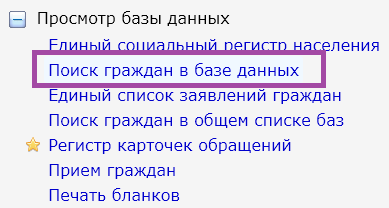 Просмотр базы данных
Единый социальный регистр населения
Поиск граждан в базе данных
Единый список заявлений граждан
Поиск граждан в общем списке баз
Регистр карточек обращений
Прием граждан
Печать бланков